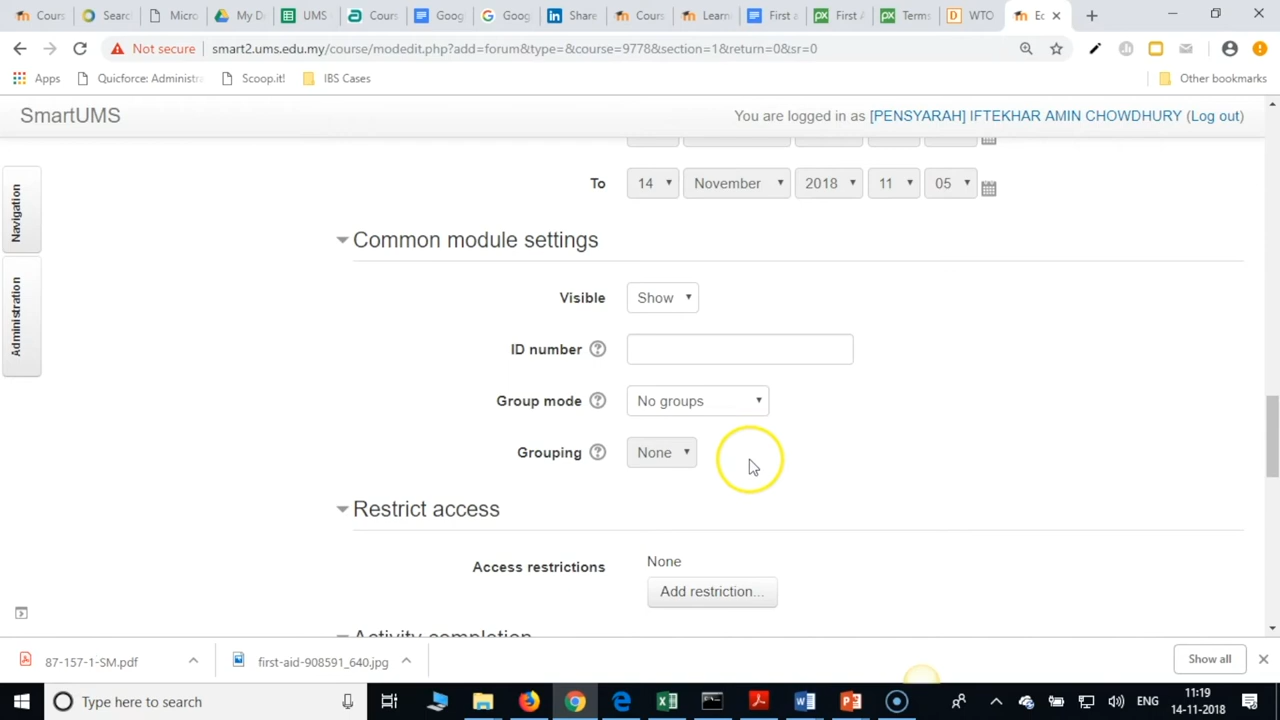 Cours
Searc
Micro
My D
UMS
Cours
Goog
Goog
Share
Cours
Learn
First a
First A
Terms
WTO
Ec
Not secure smart2.ums.edu.my/course/modedit.php?add=forum&type=&course=9778&section=1&return=0&sr=0
Apps Quicforce: Administra Scoop.it! IBS Cases Other bookmarks
SmartUMS You are logged in as [PENSYARAH] IFTEKHAR AMIN CHOWDHURY (Log out)
Navigation
Administration
To 14 November 2018 11 05
Common module settings
Visible Show
ID number
Group mode No groups
Grouping None
Restrict access
Access restrictions None
Add restriction...
Activity completion
87-157-1-SM.pdf first-aid-908591_640.jpg Show all
Type here to search ENG 11:19
14-11-2018